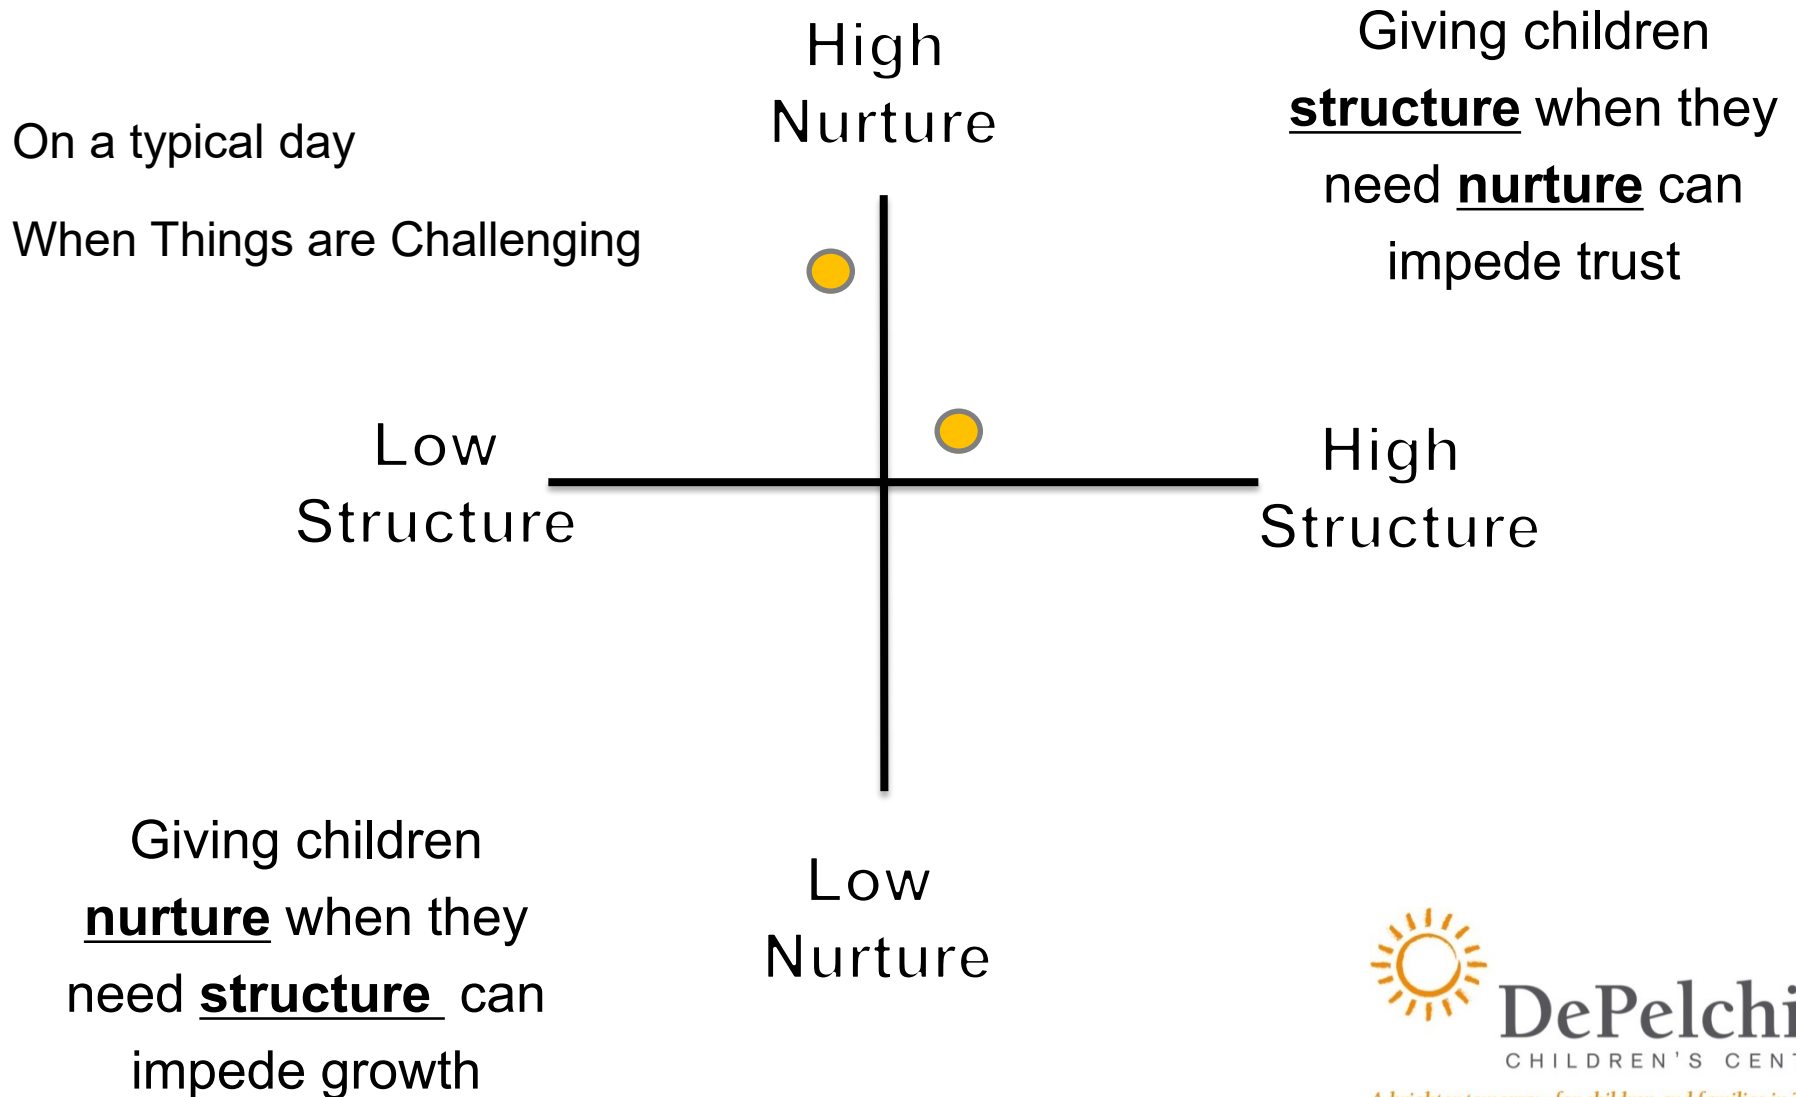 High
Nurture
Giving children
structure when they
need nurture can
impede trust
On a typical day
When Things are Challenging
Low
Structure
High
Structure
Giving children
nurture when they
need structure can
impede growth
Low
Nurture
DePelchi
CHILDREN'S CENT